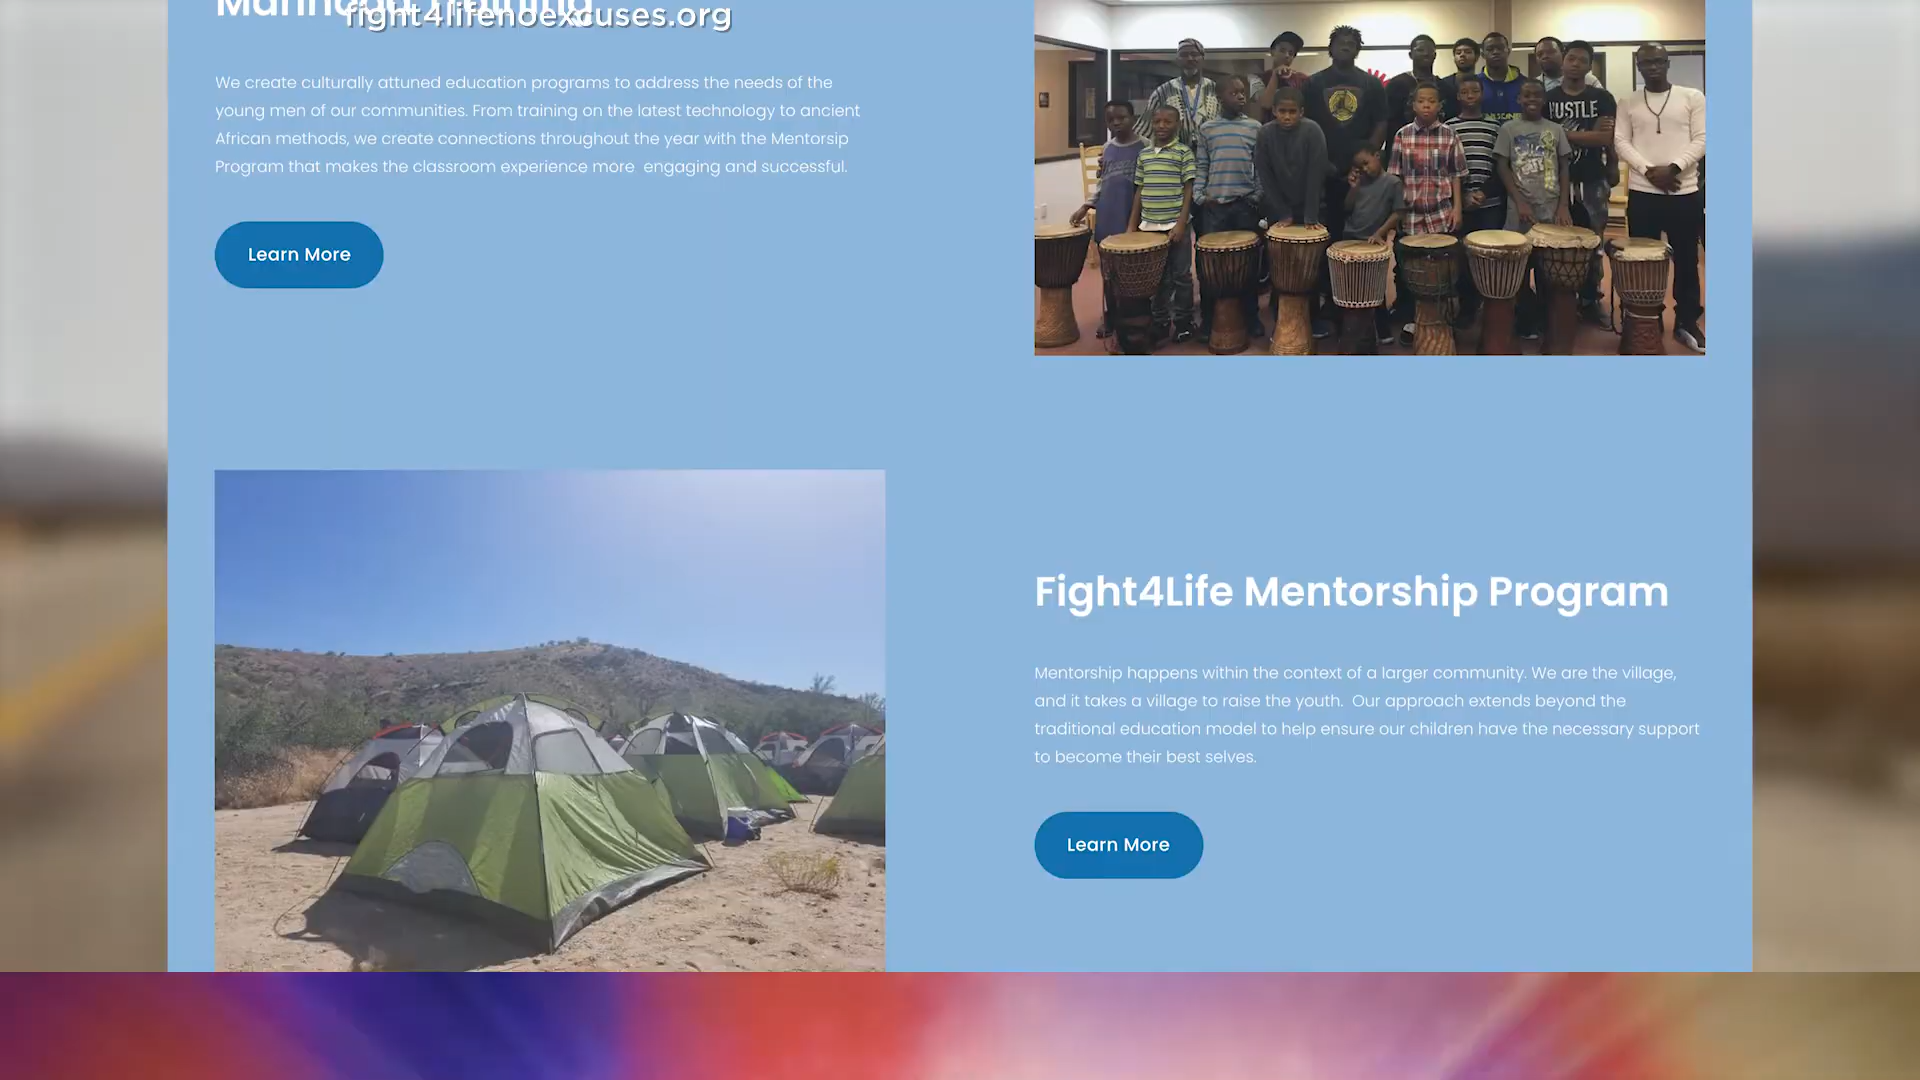 Manhood Training
fight4lifenoexcuses.org
We create culturally attuned education programs to address the needs of the
young men of our communities. From training on the latest technology to ancient
African methods, we create connections throughout the year with the Mentorsip
Program that makes the classroom experience more  engaging and successful.
Learn More
HUSTLE
Fight4Life Mentorship Program
Mentorship happens within the context of a larger community. We are the village,
and it takes a village to raise the youth.  Our approach extends beyond the
traditional education model to help ensure our children have the necessary support
to become their best selves.
Learn More